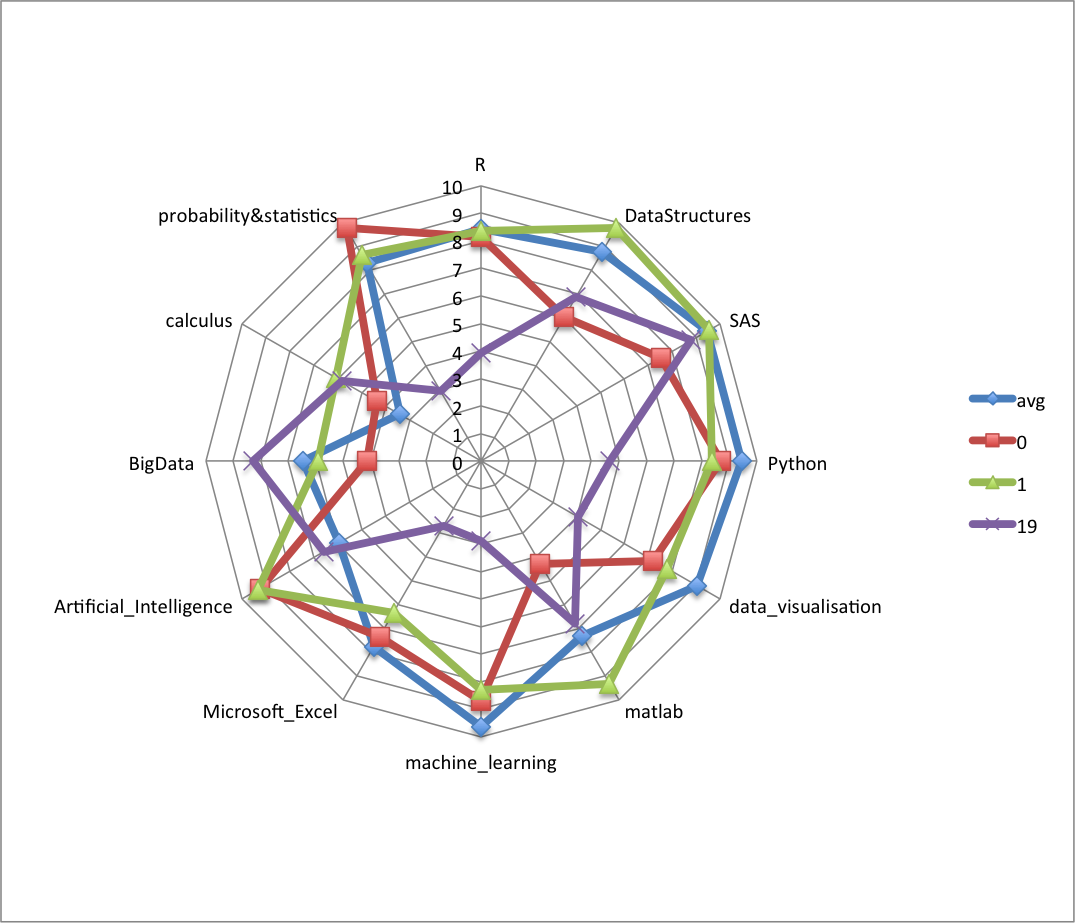 R
10
9
8
7
6
5
4
3
2
1
0
DataStructures
SAS
Python
data_visualisation
matlab
machine_learning
Microsoft_Excel
Artificial_Intelligence
BigData
calculus
probability&statistics
avg
0
1
19